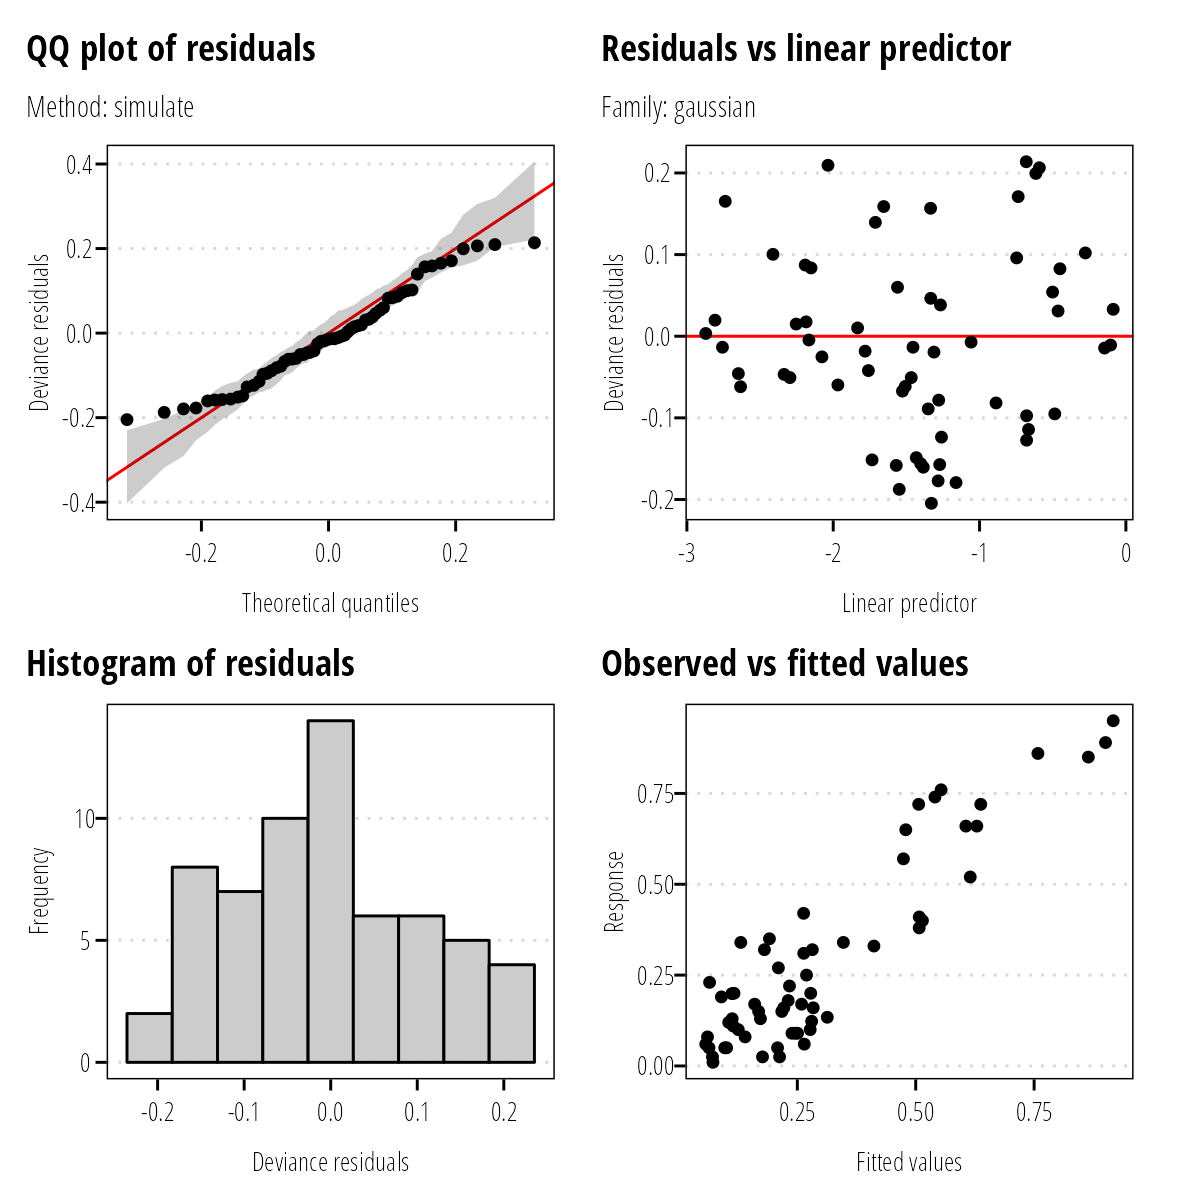 QQ plot of residuals
Method: simulate
0.4
0.2
0.0
-0.2
-0.4
Deviance residuals
-0.2 0.0 0.2
Theoretical quantiles
Residuals vs linear predictor
Family: gaussian
0.2
0.1
0.0
-0.1
-0.2
Deviance residuals
-3 -2 -1 0
Linear predictor
Histogram of residuals
10
5
0
Frequency
-0.2 -0.1 0.0 0.1 0.2
Deviance residuals
Observed vs fitted values
0.75
0.50
0.25
0.00
Response
0.25 0.50 0.75
Fitted values